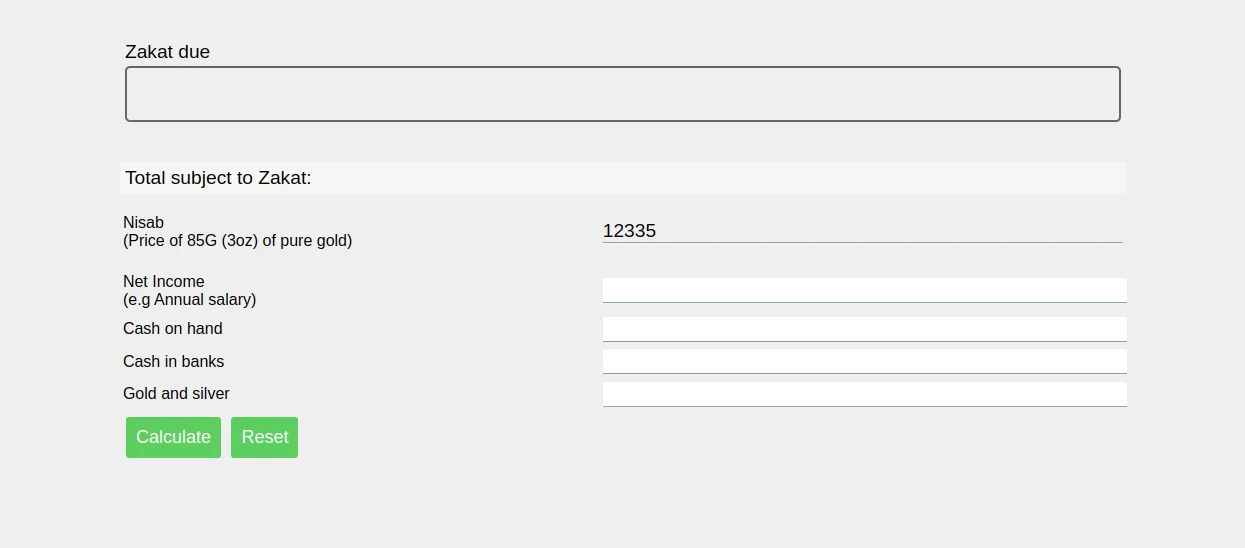 Zakat due
Total subject to Zakat:
Nisab
(Price of 85G (3oz) of pure gold)
12335
Net Income
(e.g Annual salary)
Cash on hand
Cash in banks
Gold and silver
Calculate Reset